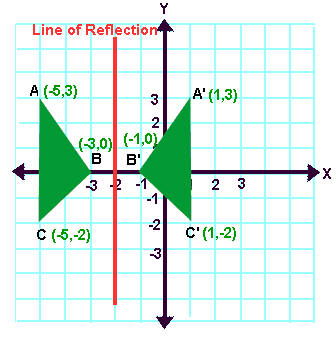 Y
Line of Reflection
A (-5,3)
A' (1,3)
3
2
(-3,0)
(-1,0)
B
B'
X
-3
-2
-1
1
2
3
-1
C (-5,-2)
-2
C' (1,-2)
-3